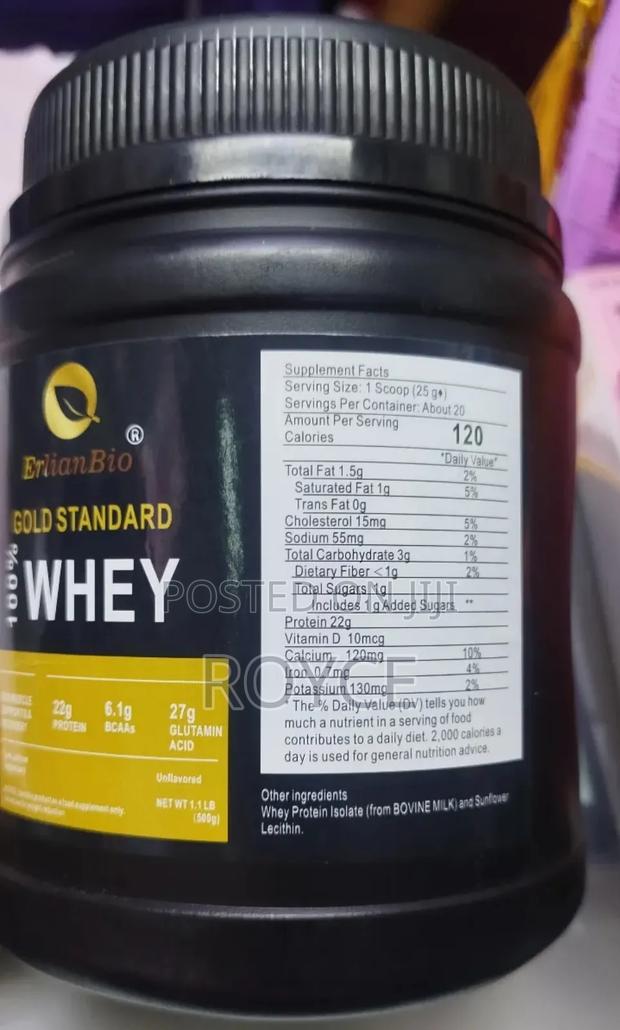 ErlianBio
®
GOLD STANDARD
100%
WHEY
22g
PROTEIN
6.1g
BCAAs
27g
GLUTAMIN
ACID
Unflavored
NET WT 1.1 LB
(500g)
Supplement Facts
Serving Size: 1 Scoop (25 g♦)
Servings Per Container: About 20
Amount Per Serving
Calories 120
*Daily Value*
Total Fat 1.5g 2%
Saturated Fat 1g 5%
Trans Fat 0g
Cholesterol 15mg 5%
Sodium 55mg 2%
Total Carbohydrate 3g 1%
Dietary Fiber <1g 2%
Total Sugars 1g
Includes 1g Added Sugars **
Protein 22g
Vitamin D 10mcg
Calcium 120mg 10%
Iron 0.7mg 4%
Potassium 130mg 2%
The % Daily Value (DV) tells you how
much a nutrient in a serving of food
contributes to a daily diet. 2,000 calories a
day is used for general nutrition advice.
Other ingredients
Whey Protein Isolate (from BOVINE MILK) and Sunflower
Lecithin.
POSTED ON JIJI
ROYCE